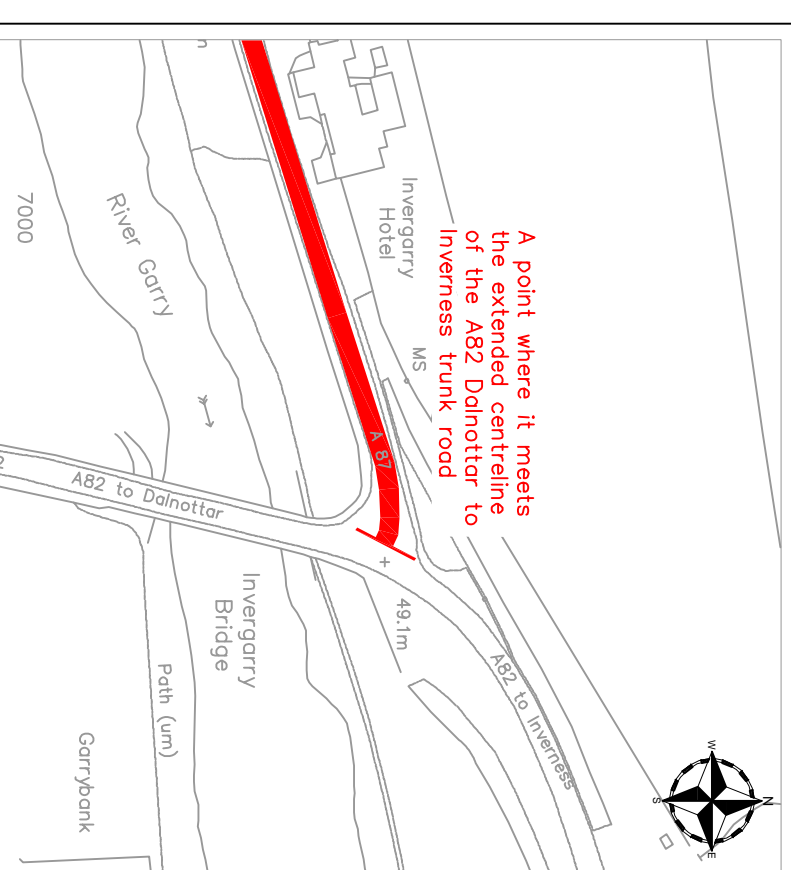 A point where it meets
the extended centreline
of the A82 Dalnottar to
Inverness trunk road
Invergarry
Hotel
MS
A 87
River Garry
7000
A82 to Dalnottar
2
n
+
49.1m
A82 to Inverness
Invergarry
Bridge
Path (um)
Garrybank
N
W
E
S